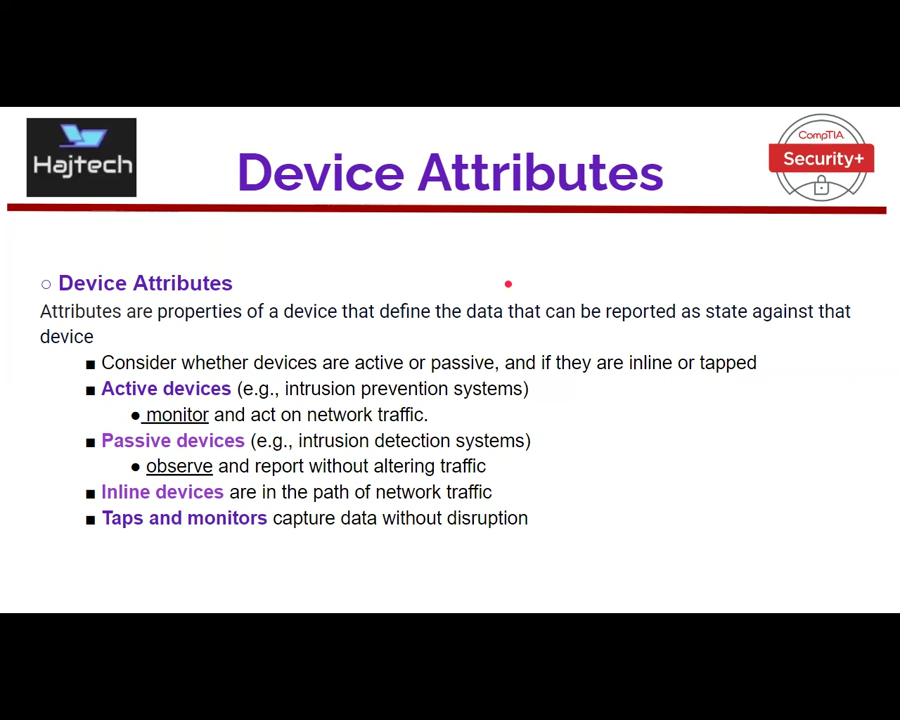 Hajtech
Device Attributes
CompTIA
Security+
○ Device Attributes
Attributes are properties of a device that define the data that can be reported as state against that
device
■ Consider whether devices are active or passive, and if they are inline or tapped
■ Active devices (e.g., intrusion prevention systems)
● monitor and act on network traffic.
■ Passive devices (e.g., intrusion detection systems)
● observe and report without altering traffic
■ Inline devices are in the path of network traffic
■ Taps and monitors capture data without disruption